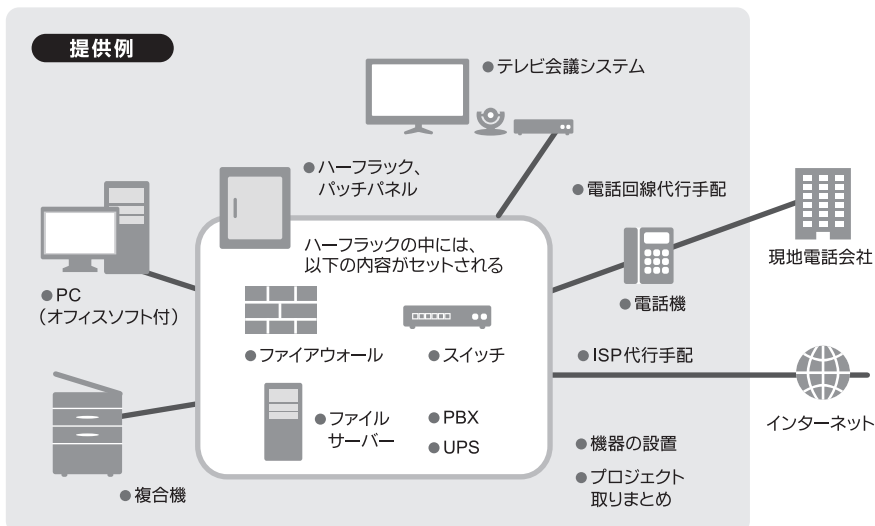 提供例
●テレビ会議システム
●ハーフラック、
パッチパネル
●電話回線代行手配
ハーフラックの中には、
以下の内容がセットされる
現地電話会社
●PC
（オフィスソフト付）
●電話機
●ファイアウォール
●スイッチ
●ISP代行手配
●ファイル
サーバー
●PBX
●UPS
インターネット
●機器の設置
●複合機
●プロジェクト
取りまとめ